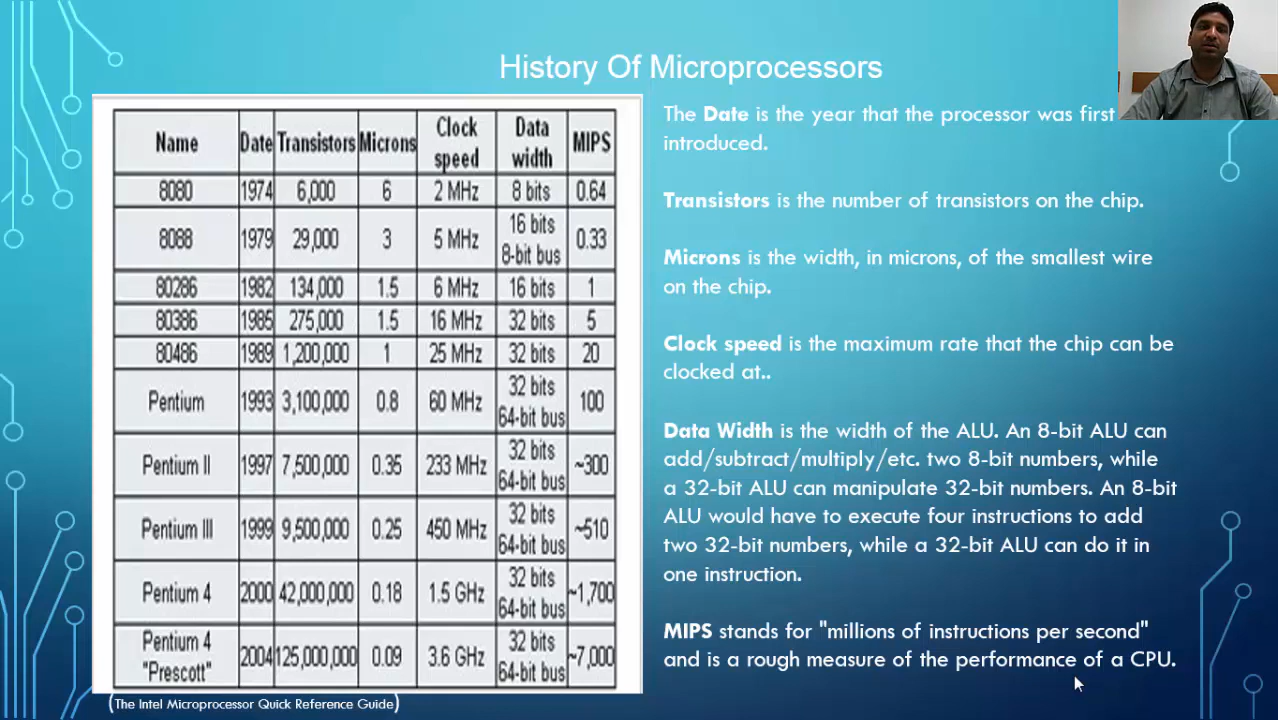 History Of Microprocessors
Name Date Transistors Microns Clock speed Data width MIPS
8080 1974 6,000 6 2 MHz 8 bits 0.64
8088 1979 29,000 3 5 MHz 16 bits 8-bit bus 0.33
80286 1982 134,000 1.5 6 MHz 16 bits 1
80386 1985 275,000 1.5 16 MHz 32 bits 5
80486 1989 1,200,000 1 25 MHz 32 bits 20
Pentium 1993 3,100,000 0.8 60 MHz 32 bits 64-bit bus 100
Pentium II 1997 7,500,000 0.35 233 MHz 32 bits 64-bit bus ~300
Pentium III 1999 9,500,000 0.25 450 MHz 32 bits 64-bit bus ~510
Pentium 4 2000 42,000,000 0.18 1.5 GHz 32 bits 64-bit bus ~1,700
Pentium 4 "Prescott" 2004 125,000,000 0.09 3.6 GHz 32 bits 64-bit bus ~7,000
(The Intel Microprocessor Quick Reference Guide)
The Date is the year that the processor was first
introduced.
Transistors is the number of transistors on the chip.
Microns is the width, in microns, of the smallest wire
on the chip.
Clock speed is the maximum rate that the chip can be
clocked at..
Data Width is the width of the ALU. An 8-bit ALU can
add/subtract/multiply/etc. two 8-bit numbers, while
a 32-bit ALU can manipulate 32-bit numbers. An 8-bit
ALU would have to execute four instructions to add
two 32-bit numbers, while a 32-bit ALU can do it in
one instruction.
MIPS stands for "millions of instructions per second"
and is a rough measure of the performance of a CPU.